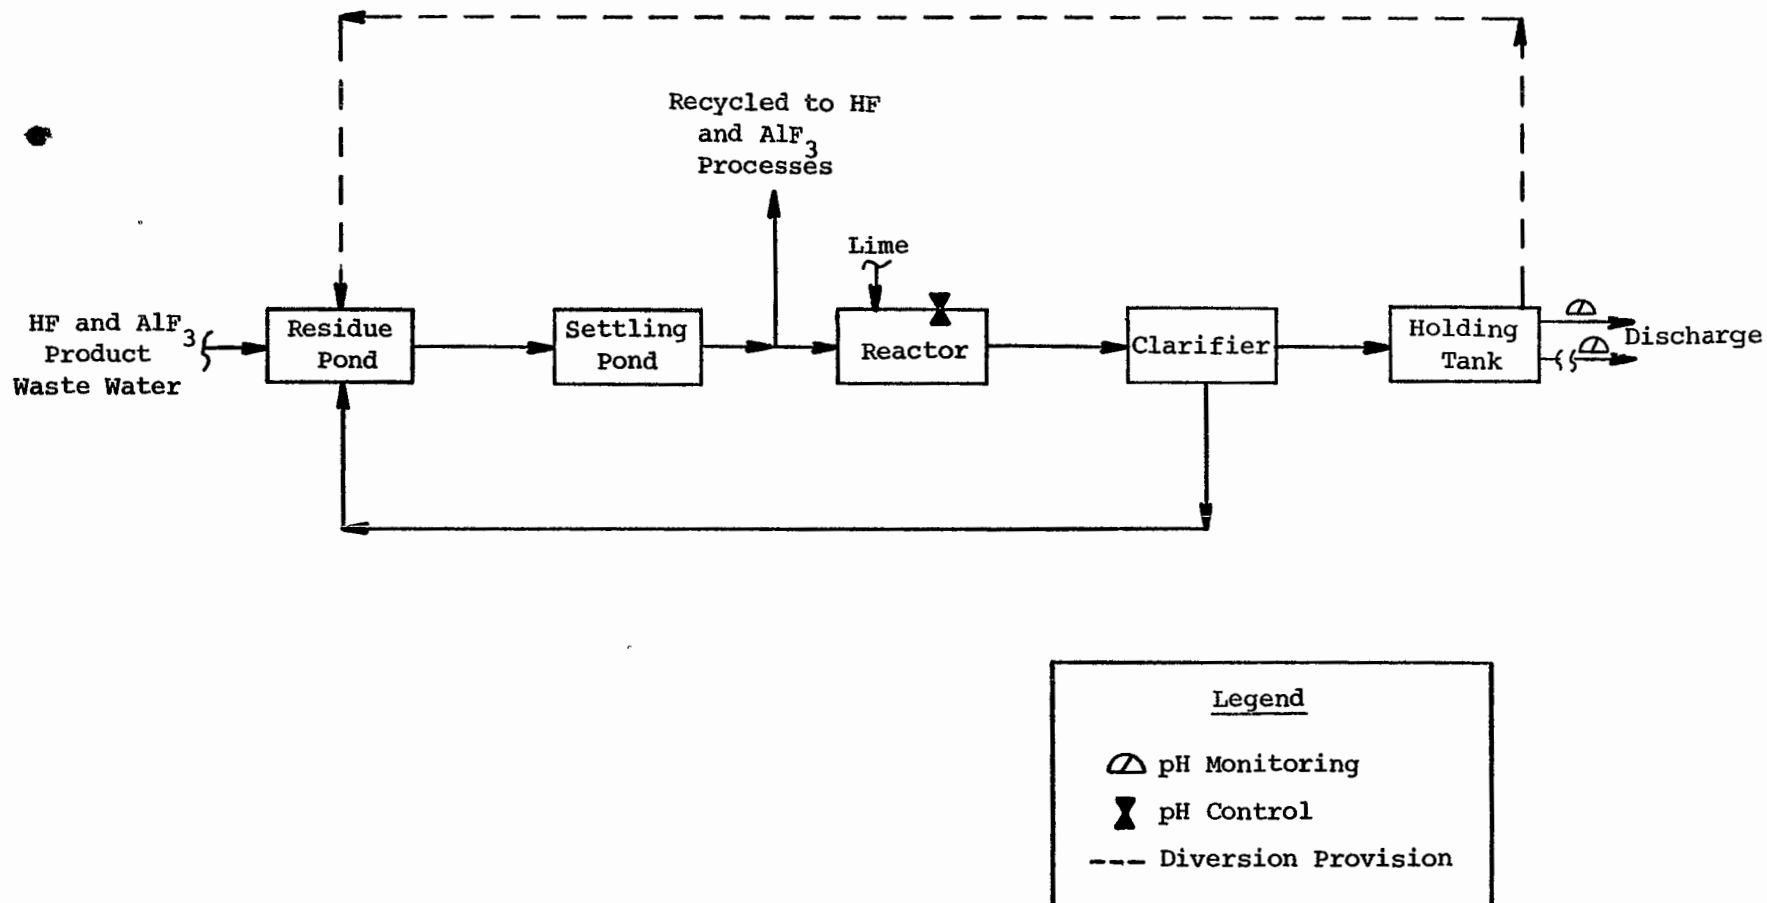 Recycled to HF
and AlF3
Processes
Lime
HF and AlF3
Product
Waste Water
Residue
Pond
Settling
Pond
Reactor
Clarifier
Holding
Tank
Discharge
Legend
pH Monitoring
pH Control
Diversion Provision